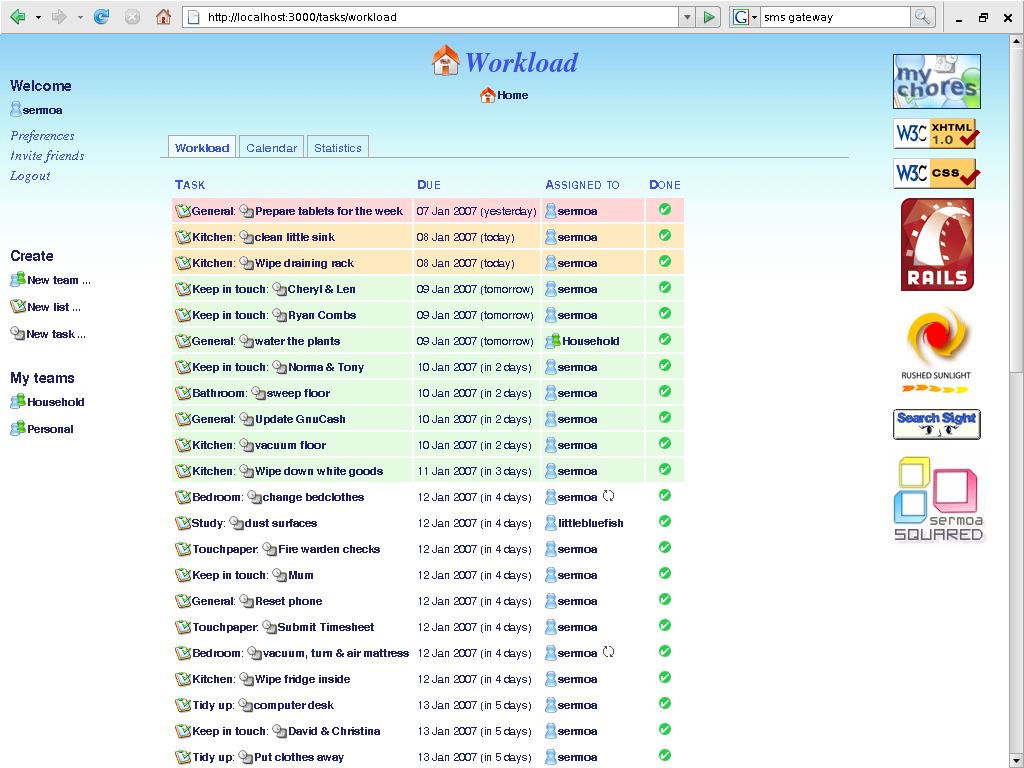 http://localhost:3000/tasks/workload
sms gateway
Workload
Home
Welcome
sermoa
Preferences
Invite friends
Logout
Create
New team ...
New list ...
New task ...
My teams
Household
Personal
Workload Calendar Statistics
TASK DUE ASSIGNED TO DONE
General: Prepare tablets for the week 07 Jan 2007 (yesterday) sermoa
Kitchen: clean little sink 08 Jan 2007 (today) sermoa
Kitchen: Wipe draining rack 08 Jan 2007 (today) sermoa
Keep in touch: Cheryl & Len 09 Jan 2007 (tomorrow) sermoa
Keep in touch: Ryan Combs 09 Jan 2007 (tomorrow) sermoa
General: water the plants 09 Jan 2007 (tomorrow) Household
Keep in touch: Norma & Tony 10 Jan 2007 (in 2 days) sermoa
Bathroom: sweep floor 10 Jan 2007 (in 2 days) sermoa
General: Update GnuCash 10 Jan 2007 (in 2 days) sermoa
Kitchen: vacuum floor 10 Jan 2007 (in 2 days) sermoa
Kitchen: Wipe down white goods 11 Jan 2007 (in 3 days) sermoa
Bedroom: change bedclothes 12 Jan 2007 (in 4 days) sermoa
Study: dust surfaces 12 Jan 2007 (in 4 days) littlebluefish
Touchpaper: Fire warden checks 12 Jan 2007 (in 4 days) sermoa
Keep in touch: Mum 12 Jan 2007 (in 4 days) sermoa
General: Reset phone 12 Jan 2007 (in 4 days) sermoa
Touchpaper: Submit Timesheet 12 Jan 2007 (in 4 days) sermoa
Bedroom: vacuum, turn & air mattress 12 Jan 2007 (in 4 days) sermoa
Kitchen: Wipe fridge inside 12 Jan 2007 (in 4 days) sermoa
Tidy up: computer desk 13 Jan 2007 (in 5 days) sermoa
Keep in touch: David & Christina 13 Jan 2007 (in 5 days) sermoa
Tidy up: Put clothes away 13 Jan 2007 (in 5 days) sermoa
my
chores
W3C XHTML 1.0
W3C CSS
RAILS
RUSHED SUNLIGHT
Search Sight
sermoa
SQUARED